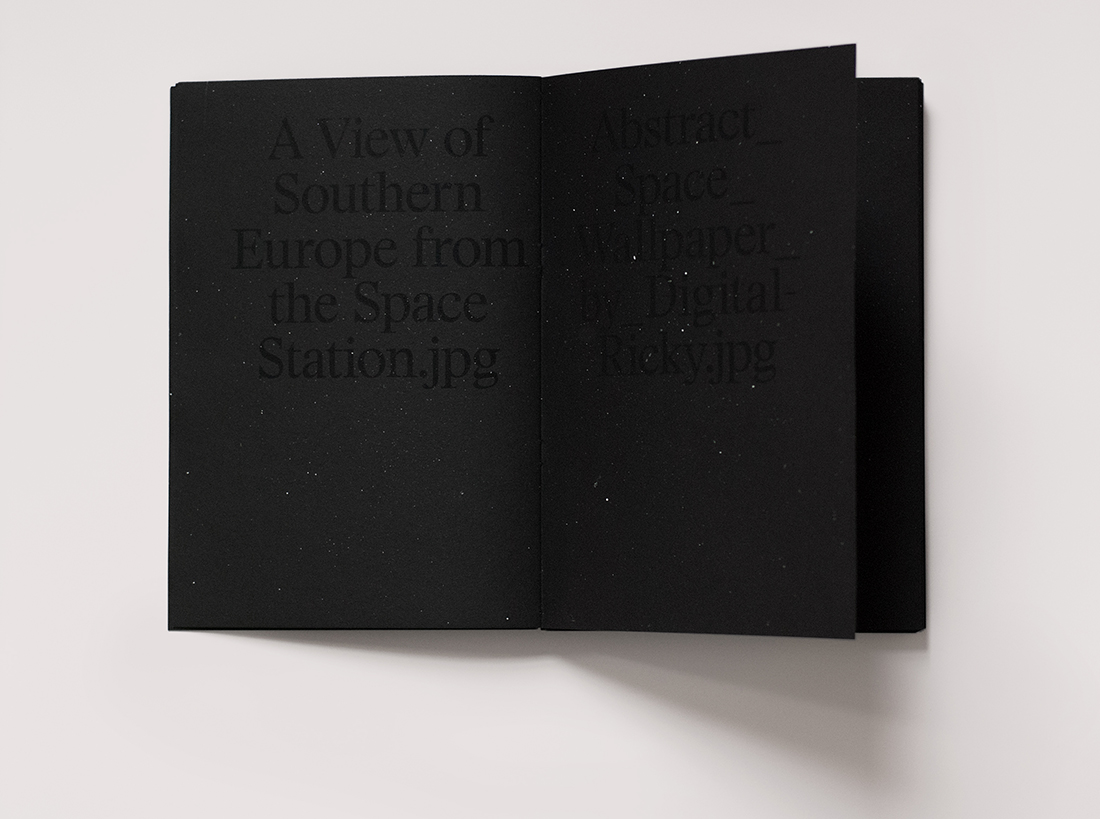 A View of
Southern
Europe from
the Space
Station.jpg
Abstract_
Space_
Wallpaper_
by_Digital-
Ricky.jpg